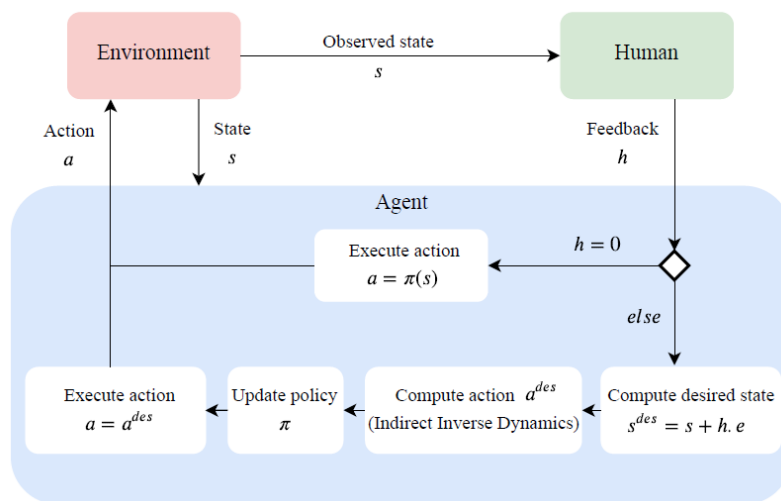 Environment
Observed state
s
Human
Action
a
State
s
Feedback
h
Agent
Execute action
a = π(s)
h = 0
else
Execute action
a = a^des
Update policy
π
Compute action a^des
(Indirect Inverse Dynamics)
Compute desired state
s^des = s + h. e